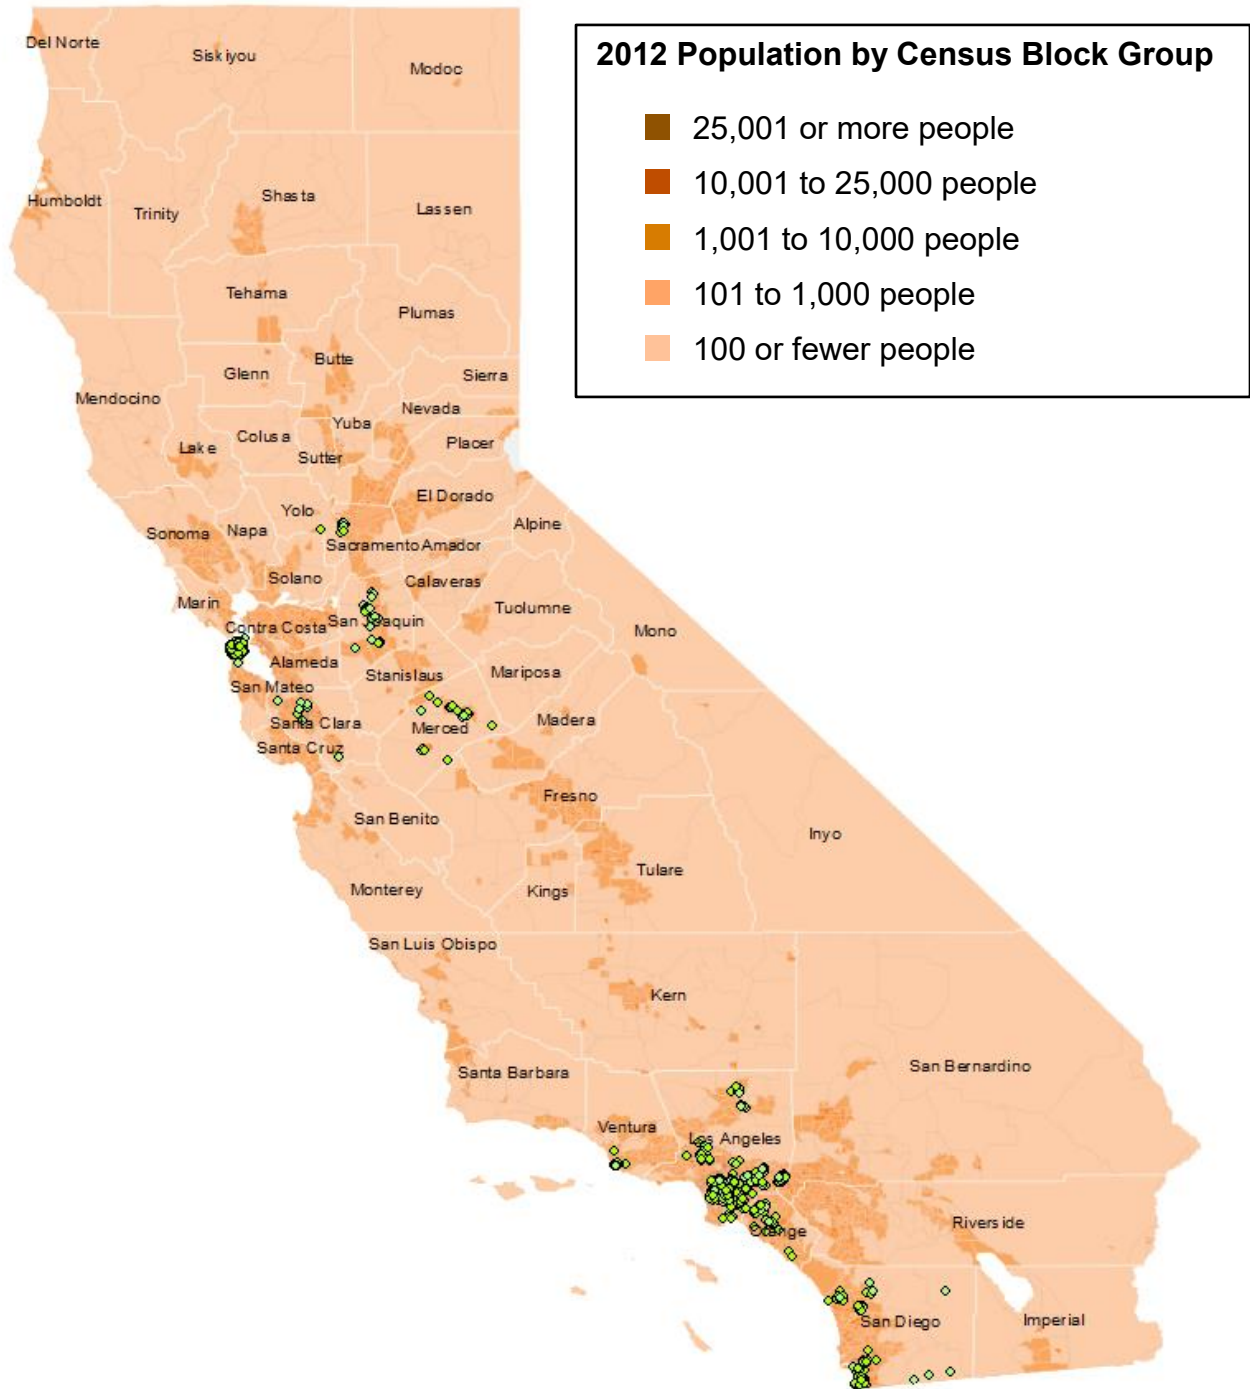 2012 Population by Census Block Group
25,001 or more people
10,001 to 25,000 people
1,001 to 10,000 people
101 to 1,000 people
100 or fewer people
Del Norte
Siskiyou
Modoc
Humboldt
Trinity
Shasta
Lassen
Tehama
Plumas
Butte
Glenn
Sierra
Mendocino
Nevada
Yuba
Colusa
Placer
Lake
Sutter
El Dorado
Yolo
Alpine
Sonoma
Napa
Sacramento
Amador
Solano
Calaveras
Marin
Tuolumne
Contra Costa
San Joaquin
Mono
Alameda
Stanislaus
Mariposa
San Mateo
Santa Clara
Merced
Madera
Santa Cruz
Fresno
San Benito
Inyo
Tulare
Monterey
Kings
San Luis Obispo
Kern
San Bernardino
Santa Barbara
Ventura
Los Angeles
Orange
Riverside
San Diego
Imperial